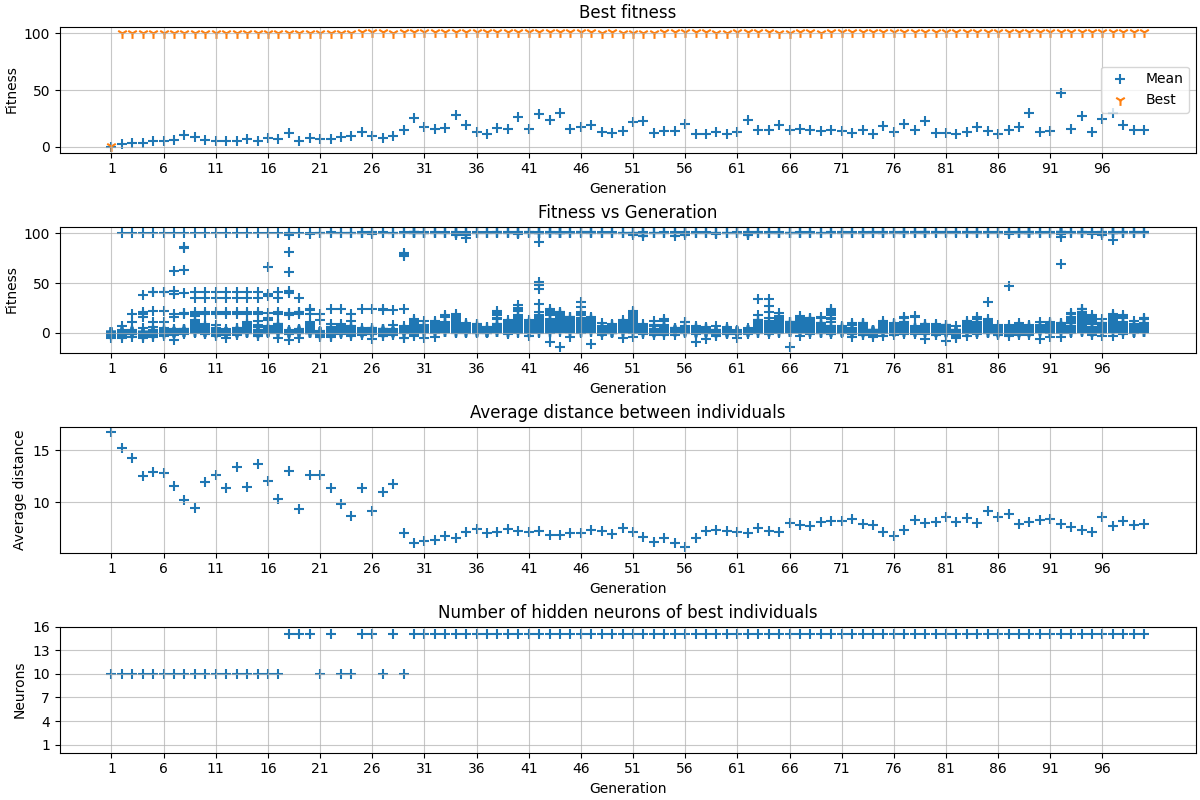 Best fitness
100
50
0
Fitness
Mean
Best
1 6 11 16 21 26 31 36 41 46 51 56 61 66 71 76 81 86 91 96
Generation
Fitness vs Generation
100
50
0
Fitness
1 6 11 16 21 26 31 36 41 46 51 56 61 66 71 76 81 86 91 96
Generation
Average distance between individuals
15
10
Average distance
1 6 11 16 21 26 31 36 41 46 51 56 61 66 71 76 81 86 91 96
Generation
Number of hidden neurons of best individuals
16
13
10
7
4
1
Neurons
1 6 11 16 21 26 31 36 41 46 51 56 61 66 71 76 81 86 91 96
Generation